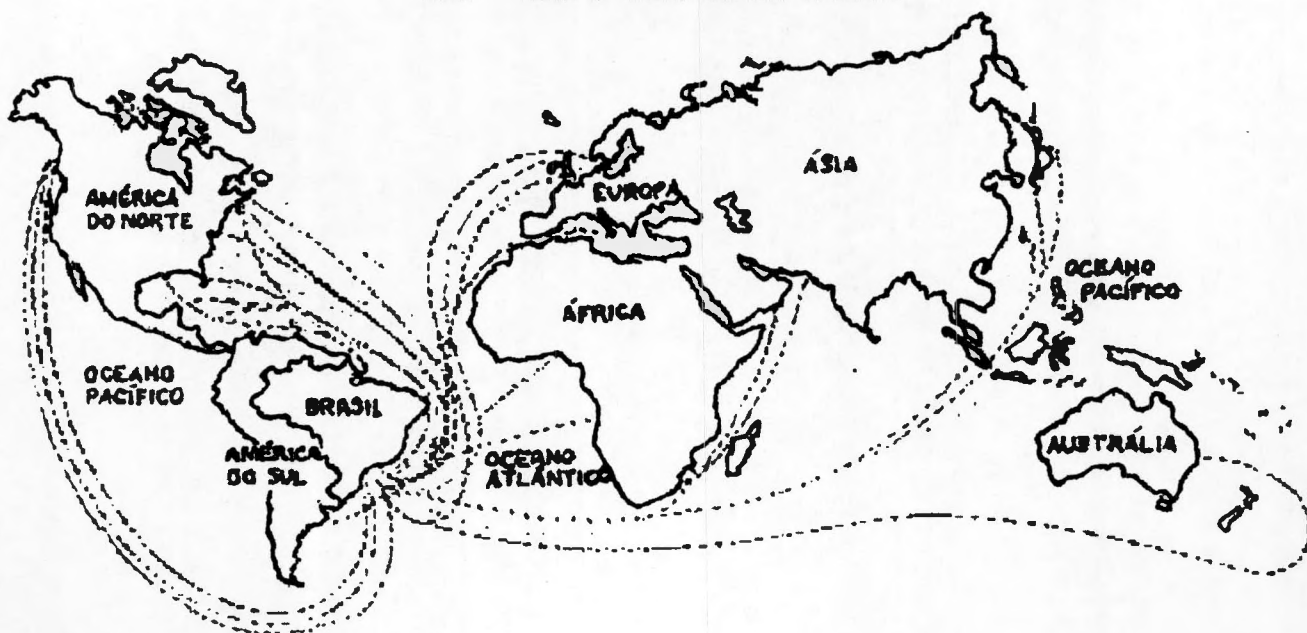 AMÉRICA
DO NORTE
EUROPA
ÁSIA
OCEANO
PACÍFICO
ÁFRICA
OCEANO
PACÍFICO
BRASIL
AMÉRICA
DO SUL
OCEANO
ATLÂNTICO
AUSTRÁLIA